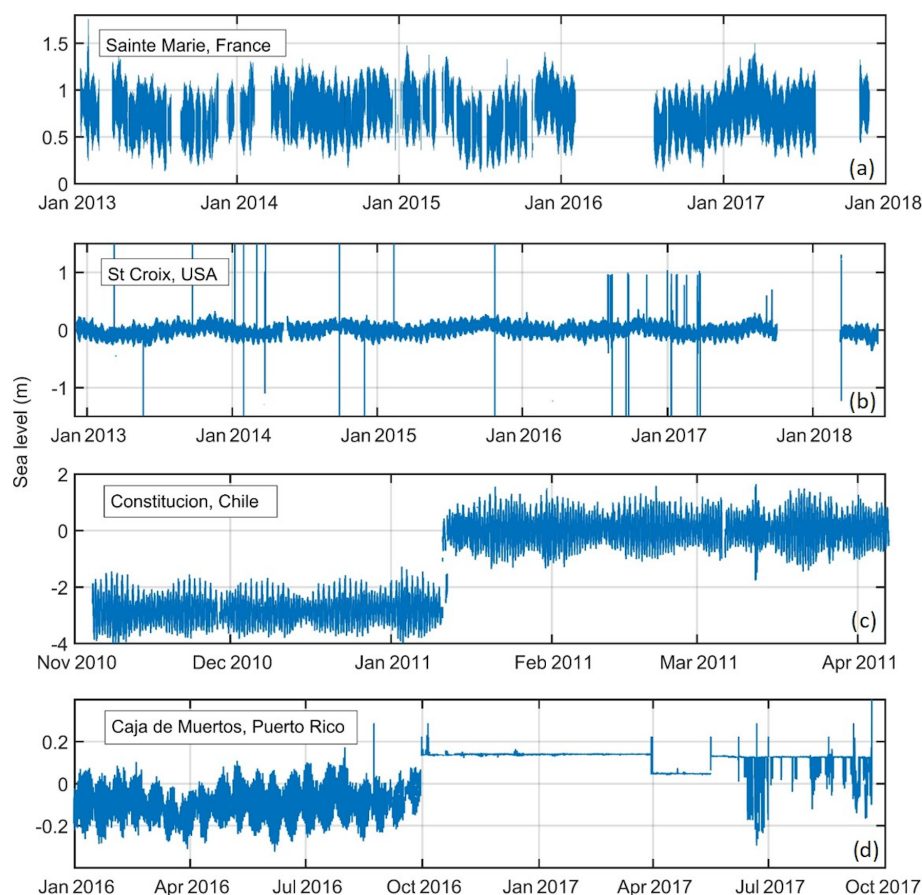 Sea level (m)
Sainte Marie, France
1.5
1
0.5
0
(a)
Jan 2013 Jan 2014 Jan 2015 Jan 2016 Jan 2017 Jan 2018
St Croix, USA
1
0
-1
(b)
Jan 2013 Jan 2014 Jan 2015 Jan 2016 Jan 2017 Jan 2018
Constitucion, Chile
2
0
-2
-4
(c)
Nov 2010 Dec 2010 Jan 2011 Feb 2011 Mar 2011 Apr 2011
Caja de Muertos, Puerto Rico
0.2
0
-0.2
(d)
Jan 2016 Apr 2016 Jul 2016 Oct 2016 Jan 2017 Apr 2017 Jul 2017 Oct 2017